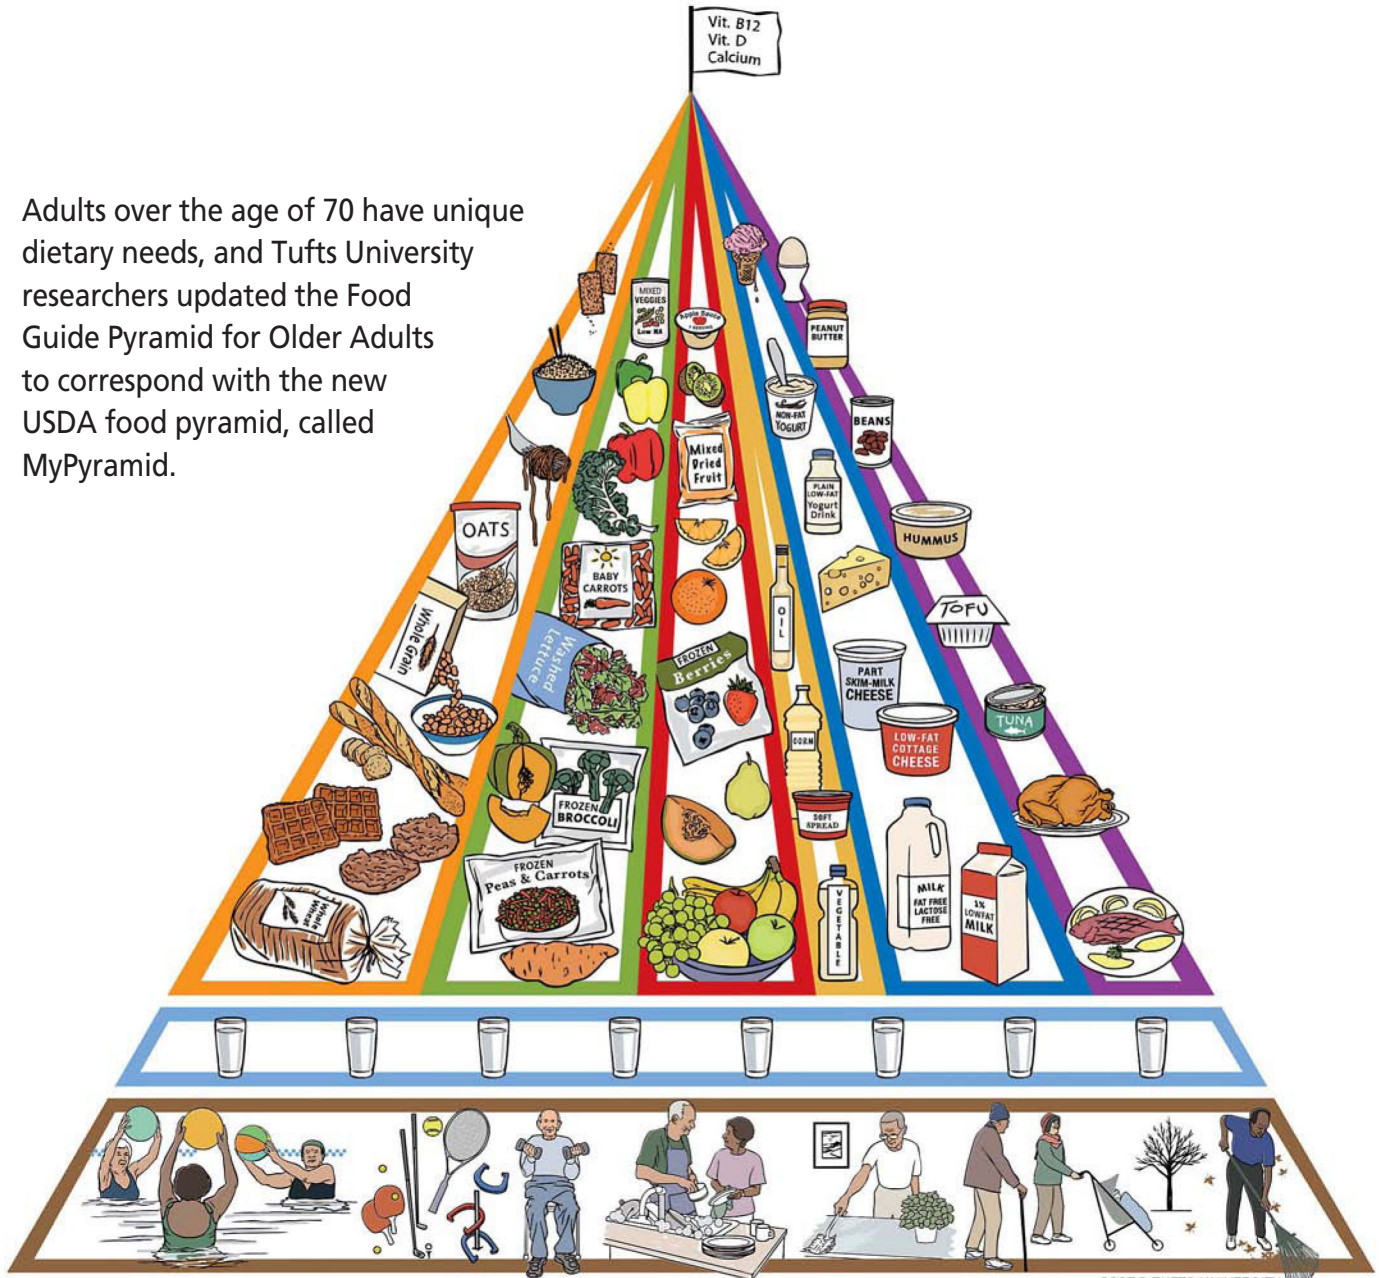 Vit. B12
Vit. D
Calcium
Adults over the age of 70 have unique
dietary needs, and Tufts University
researchers updated the Food
Guide Pyramid for Older Adults
to correspond with the new
USDA food pyramid, called
MyPyramid.
MIXED
VEGGIES
Low NA
Apple Sauce
PEANUT
BUTTER
NON-FAT
YOGURT
BEANS
Mixed
Dried
Fruit
PLAIN
LOW-FAT
Yogurt
Drink
OATS
HUMMUS
BABY
CARROTS
OIL
TOFU
Whole Grain
Washed
Lettuce
FROZEN
Berries
PART
SKIM-MILK
CHEESE
TUNA
CORN
LOW-FAT
COTTAGE
CHEESE
FROZEN
BROCCOLI
SOFT
SPREAD
FROZEN
Peas & Carrots
Whole
Wheat
VEGETABLE
MILK
FAT FREE
LACTOSE
FREE
1%
LOWFAT
MILK